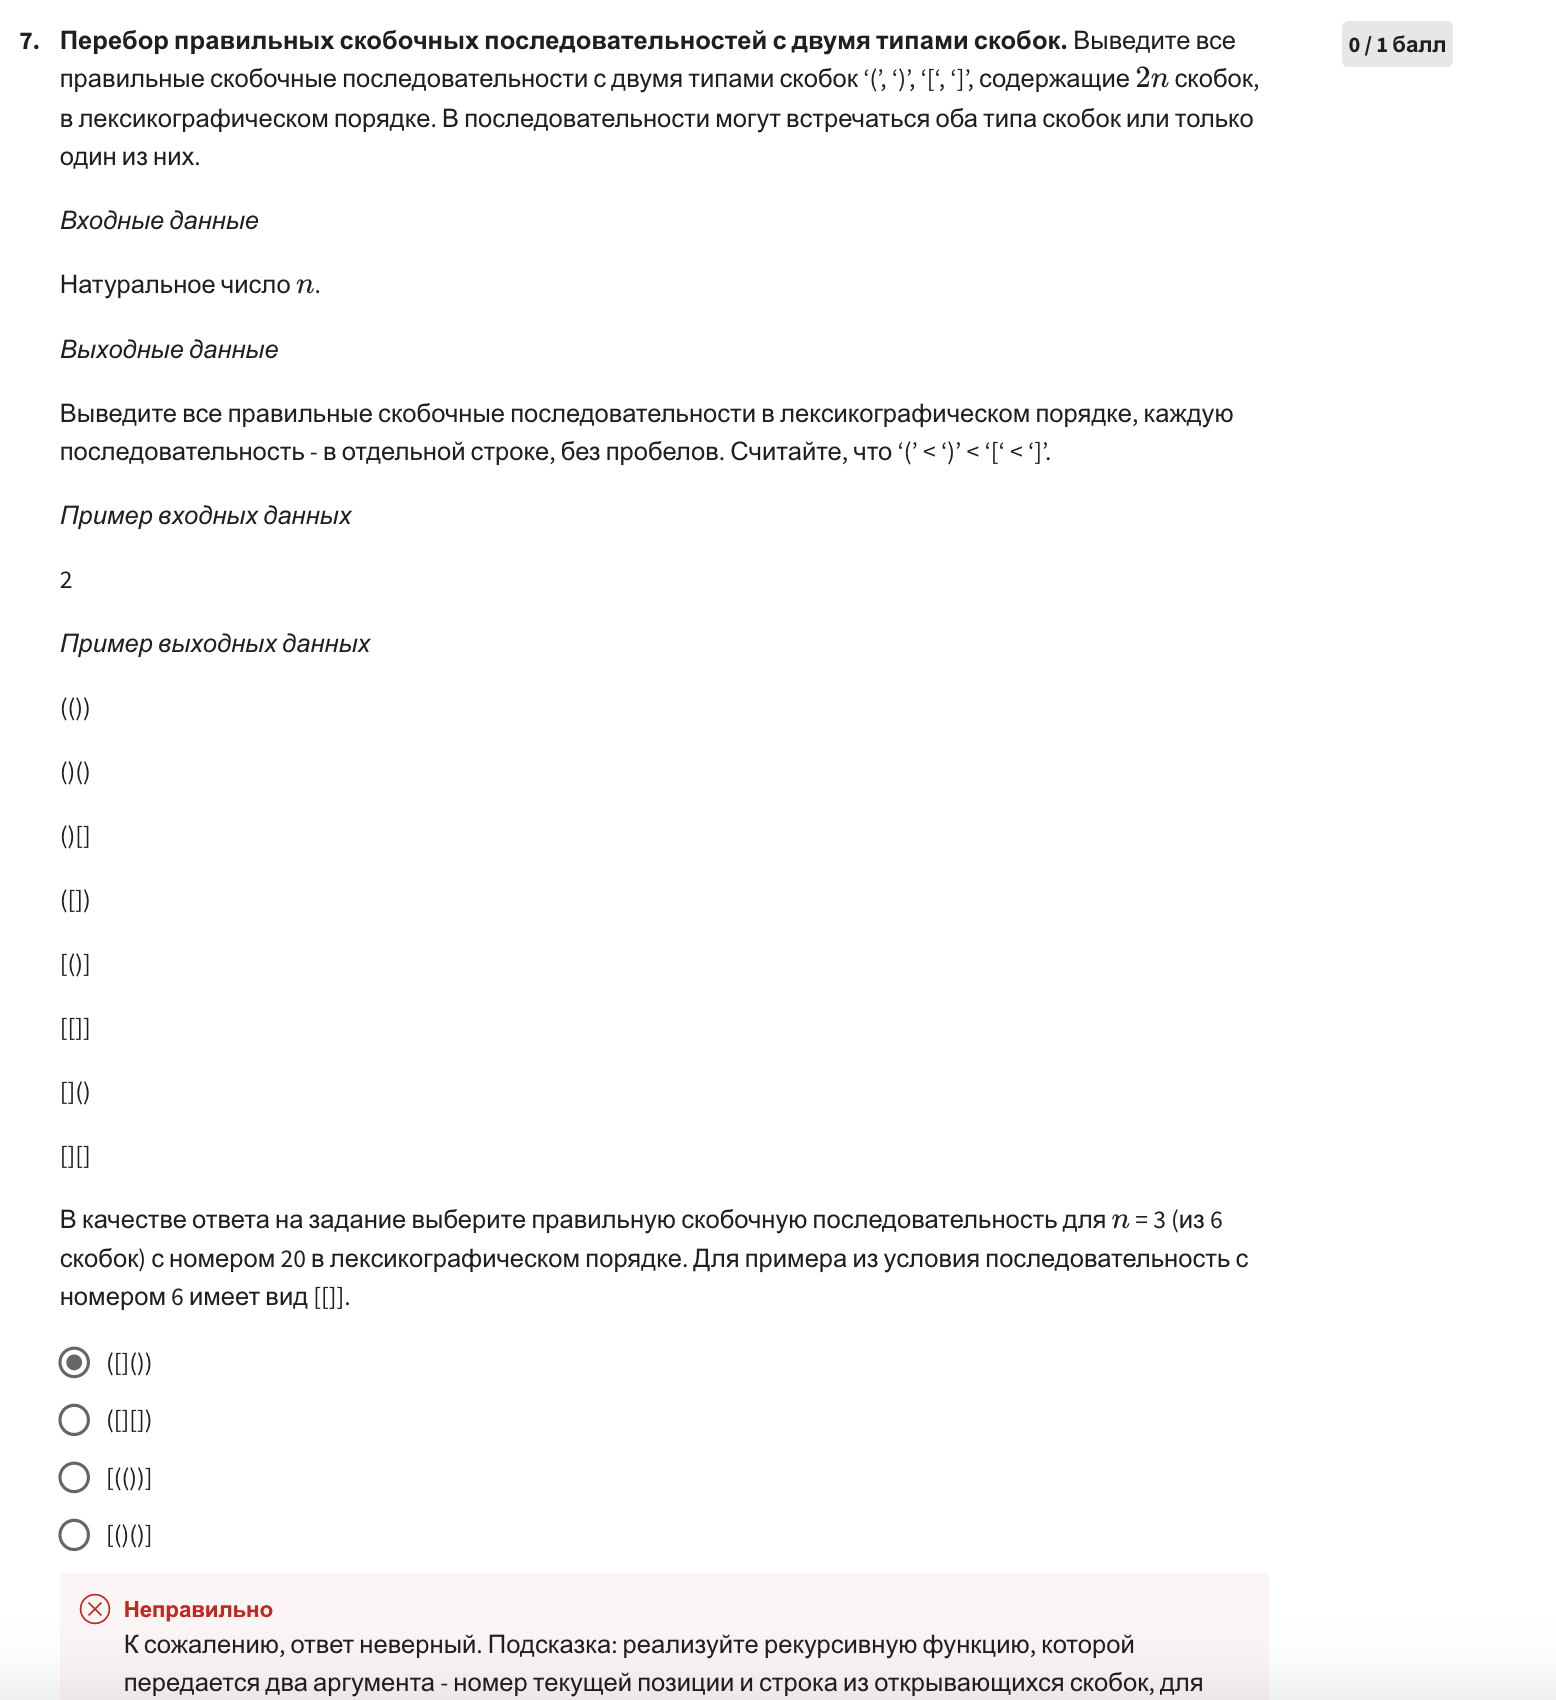 7. Перебор правильных скобочных последовательностей с двумя типами скобок. Выведите все
0 / 1 балл
правильные скобочные последовательности с двумя типами скобок ‘(’, ‘)’, ‘[‘, ‘]’, содержащие 2n скобок,
в лексикографическом порядке. В последовательности могут встречаться оба типа скобок или только
один из них.
Входные данные
Натуральное число n.
Выходные данные
Выведите все правильные скобочные последовательности в лексикографическом порядке, каждую
последовательность - в отдельной строке, без пробелов. Считайте, что ‘(’ < ‘)’ < ‘[‘ < ‘]’.
Пример входных данных
2
Пример выходных данных
(())
()()
()[]
([])
[()]
[[]]
[]()
[][]
В качестве ответа на задание выберите правильную скобочную последовательность для n = 3 (из 6
скобок) с номером 20 в лексикографическом порядке. Для примера из условия последовательность с
номером 6 имеет вид [[]].
([]())
([][])
[(())]
[()()]
Неправильно
К сожалению, ответ неверный. Подсказка: реализуйте рекурсивную функцию, которой
передается два аргумента - номер текущей позиции и строка из открывающихся скобок, для